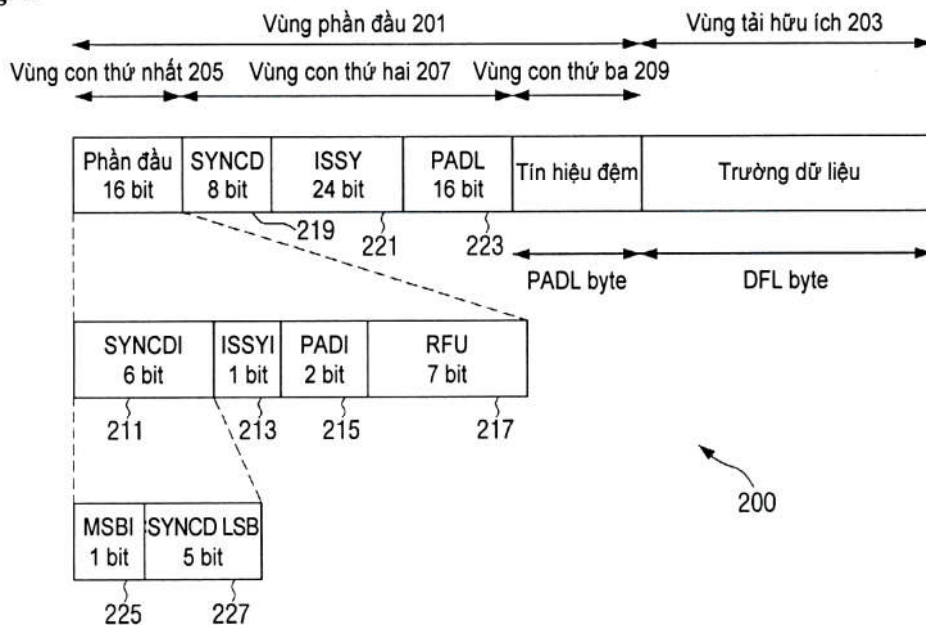 Vùng phần đầu 201 Vùng tải hữu ích 203
Vùng con thứ nhất 205 Vùng con thứ hai 207 Vùng con thứ ba 209
Phần đầu SYNCD ISSY PADL Tín hiệu đệm Trường dữ liệu
16 bit 8 bit 24 bit 16 bit
219 221 223
PADL byte DFL byte
SYNCDI ISSYI PADI RFU
6 bit 1 bit 2 bit 7 bit
211 213 215 217
200
MSBI SYNCD LSB
1 bit 5 bit
225 227